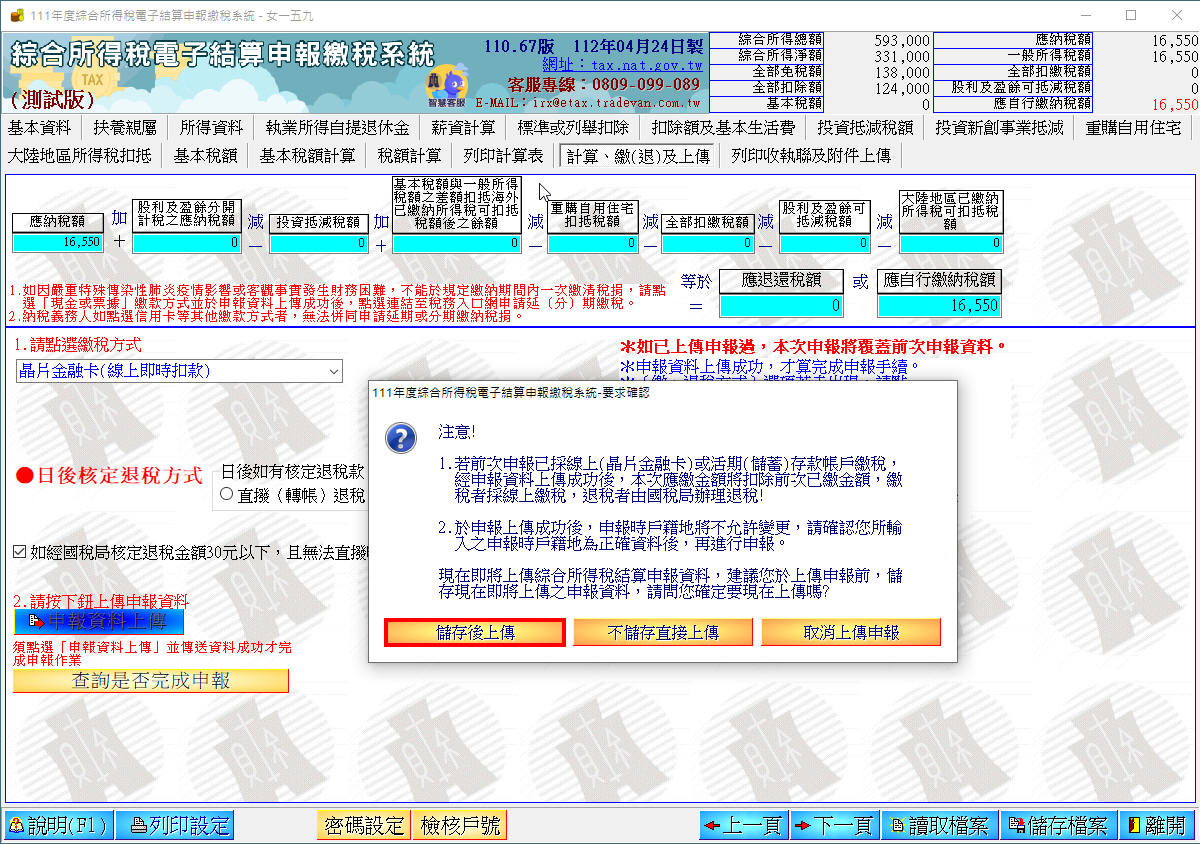 111年度綜合所得稅電子結算申報繳稅系統 - 女一五九
綜合所得稅電子結算申報繳稅系統
TAX
(測試版)
110.67版 112年04月24日製
網址：tax.nat.gov.tw
客服專線：0809-099-089
智慧客服
E-MAIL：irx@etax.tradevan.com.tw
綜合所得總額 593,000 應納稅額 16,550
綜合所得淨額 331,000 一般所得稅額 16,550
全部免稅額 138,000 全部扣繳稅額 0
全部扣除額 124,000 股利及盈餘可抵減稅額 0
基本稅額 0 應自行繳納稅額 16,550
基本資料 扶養親屬 所得資料 執業所得自提退休金 薪資計算 標準或列舉扣除 扣除額及基本生活費 投資抵減稅額 投資新創事業抵減 重購自用住宅
大陸地區所得稅扣抵 基本稅額 基本稅額計算 稅額計算 列印計算表 計算、繳(退)及上傳 列印收執聯及附件上傳
應納稅額
16,550
加
+
股利及盈餘分開
計稅之應納稅額
0
減
—
投資抵減稅額
0
加
+
基本稅額與一般所得
稅額之差額扣抵海外
已繳納所得稅可扣抵
稅額後之餘額
0
減
—
重購自用住宅
扣抵稅額
0
減
—
全部扣繳稅額
0
減
—
股利及盈餘可
抵減稅額
0
減
—
大陸地區已繳納
所得稅可扣抵稅
額
0
1.如因嚴重特殊傳染性肺炎疫情影響或客觀事實發生財務困難，不能於規定繳納期間內一次繳清稅捐，請點
選「現金或票據」繳款方式並於申報資料上傳成功後，點選連結至稅務入口網申請延（分）期繳稅。
2.納稅義務人如點選信用卡等其他繳款方式者，無法併同申請延期或分期繳納稅捐。
等於
=
應退還稅額
0
或
應自行繳納稅額
16,550
1.請點選繳稅方式
晶片金融卡(線上即時扣款)
＊如已上傳申報過，本次申報將覆蓋前次申報資料。
＊申報資料上傳成功，才算完成申報手續。
111年度綜合所得稅電子結算申報繳稅系統-要求確認
注意!
1.若前次申報已採線上(晶片金融卡)或活期(儲蓄)存款帳戶繳稅，
經申報資料上傳成功後，本次應繳金額將扣除前次已繳金額，繳
稅者採線上繳稅，退稅者由國稅局辦理退稅!
2.於申報上傳成功後，申報時戶籍地將不允許變更，請確認您所輸
入之申報時戶籍地為正確資料後，再進行申報。
現在即將上傳綜合所得稅結算申報資料，建議您於上傳申報前，儲
存現在即將上傳之申報資料，請問您確定要現在上傳嗎?
儲存後上傳 不儲存直接上傳 取消上傳申報
●日後核定退稅方式
日後如有核定退稅款
直撥（轉帳）退稅
如經國稅局核定退稅金額30元以下，且無法直撥
2.請按下鈕上傳申報資料
申報資料上傳
須點選「申報資料上傳」並傳送資料成功才完
成申報作業
查詢是否完成申報
說明(F1) 列印設定 密碼設定 檢核戶號 上一頁 下一頁 讀取檔案 儲存檔案 離開